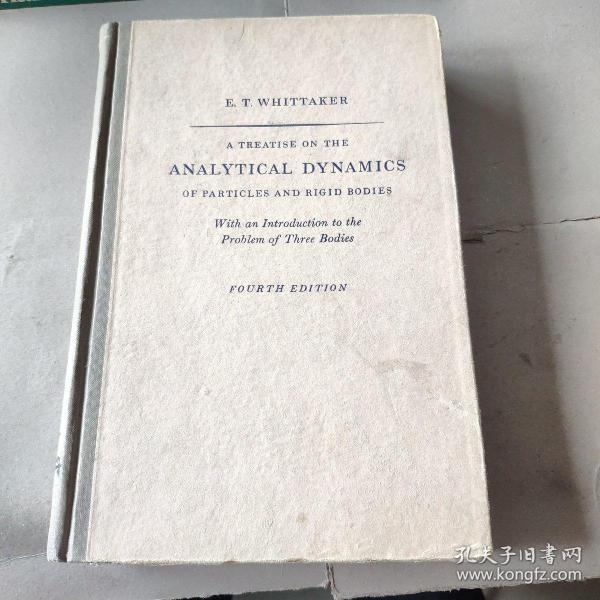 E. T. WHITTAKER
A TREATISE ON THE
ANALYTICAL DYNAMICS
OF PARTICLES AND RIGID BODIES
With an Introduction to the
Problem of Three Bodies
FOURTH EDITION
孔夫子旧书网
www.kongfz.com